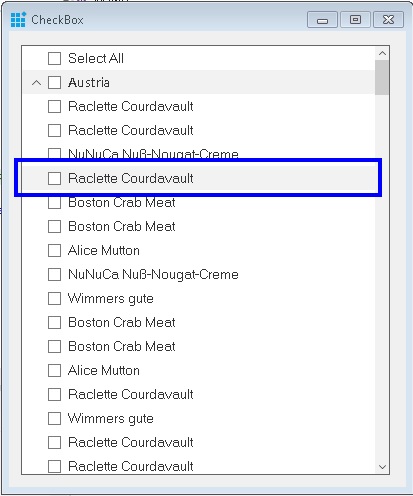 CheckBox
Select All
Austria
Raclette Courdavault
Raclette Courdavault
NuNuCa Nuß-Nougat-Creme
Raclette Courdavault
Boston Crab Meat
Boston Crab Meat
Alice Mutton
NuNuCa Nuß-Nougat-Creme
Wimmers gute
Boston Crab Meat
Boston Crab Meat
Alice Mutton
Raclette Courdavault
Wimmers gute
Raclette Courdavault
Raclette Courdavault